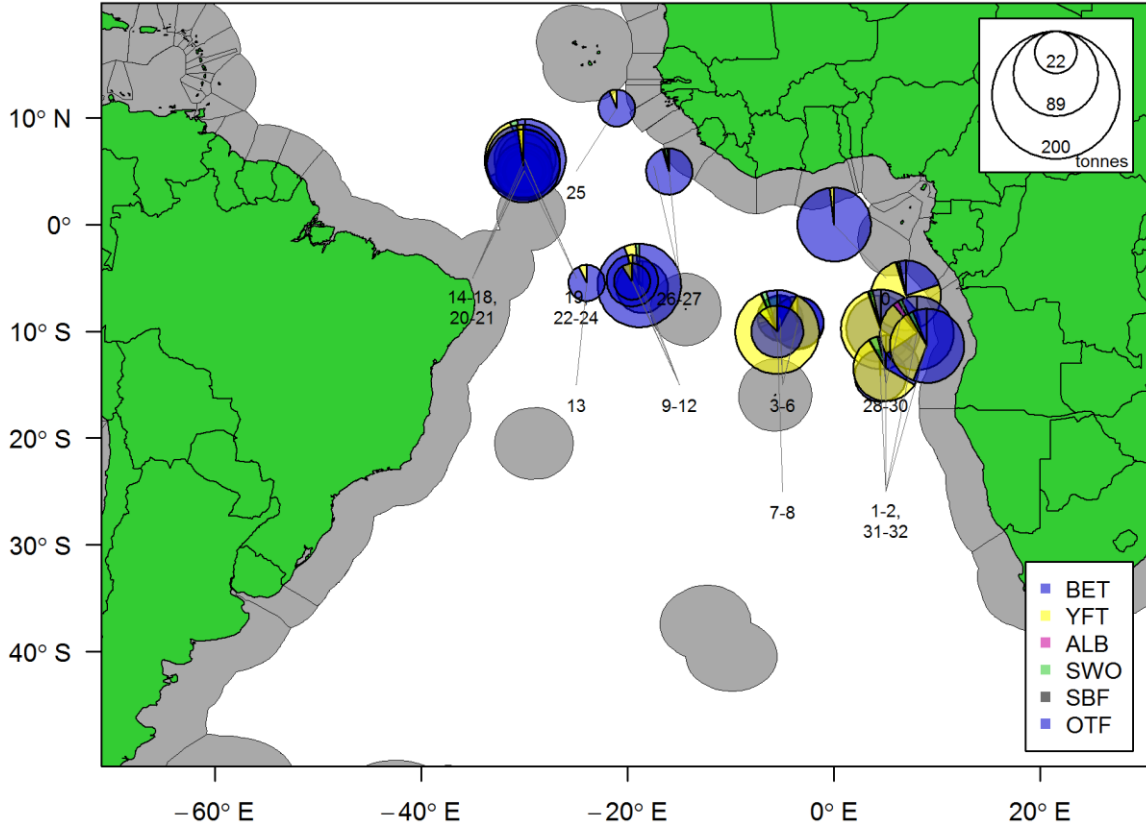 22
89
200
tonnes
10° N
0°
10° S
20° S
30° S
40° S
25
14-18,
20-21
19,
22-24
26-27
0
13
9-12
3-6
28-30
7-8
1-2,
31-32
BET
YFT
ALB
SWO
SBF
OTF
−60° E
−40° E
−20° E
0° E
20° E